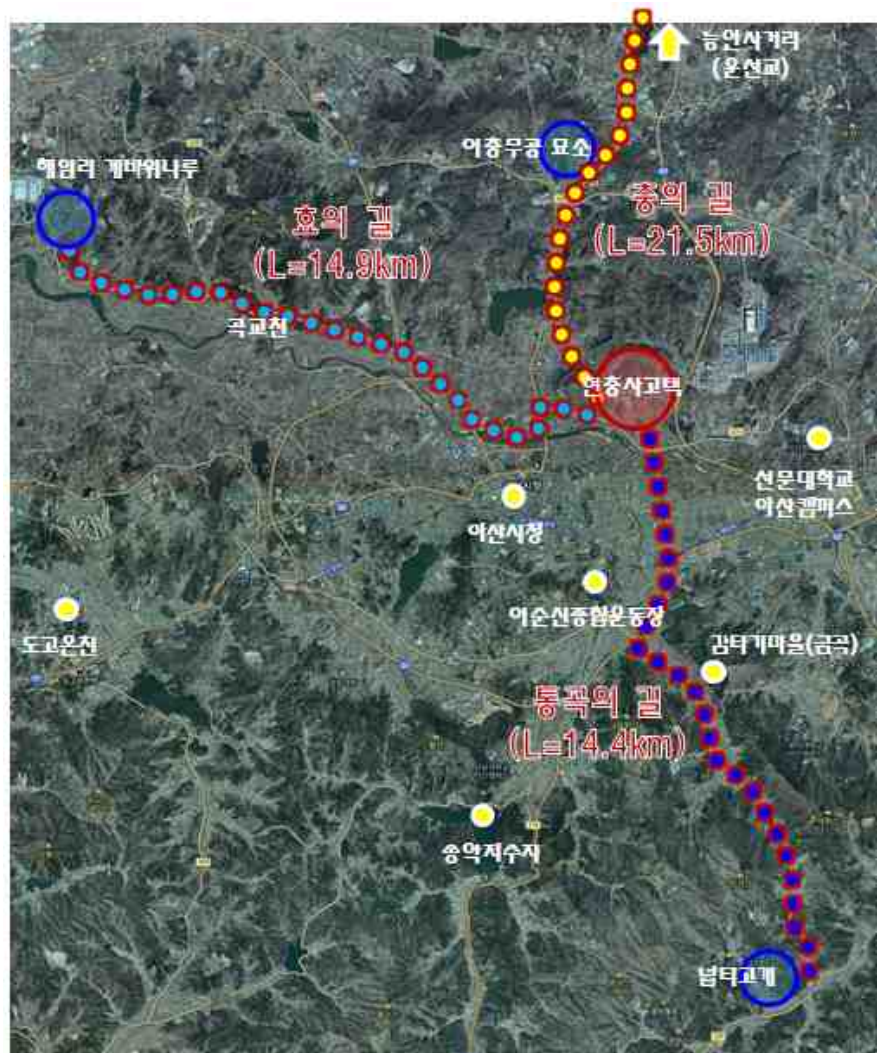 능안사거리
(운선교)
이충무공 묘소
해암리 게바위나루
효의 길
(L=14.9km)
충의 길
(L=21.5km)
곡교천
현충사고택
선문대학교
아산캠퍼스
아산시청
이순신종합운동장
도고온천
감타기마을(금곡)
통곡의 길
(L=14.4km)
송악저수지
넙티고개